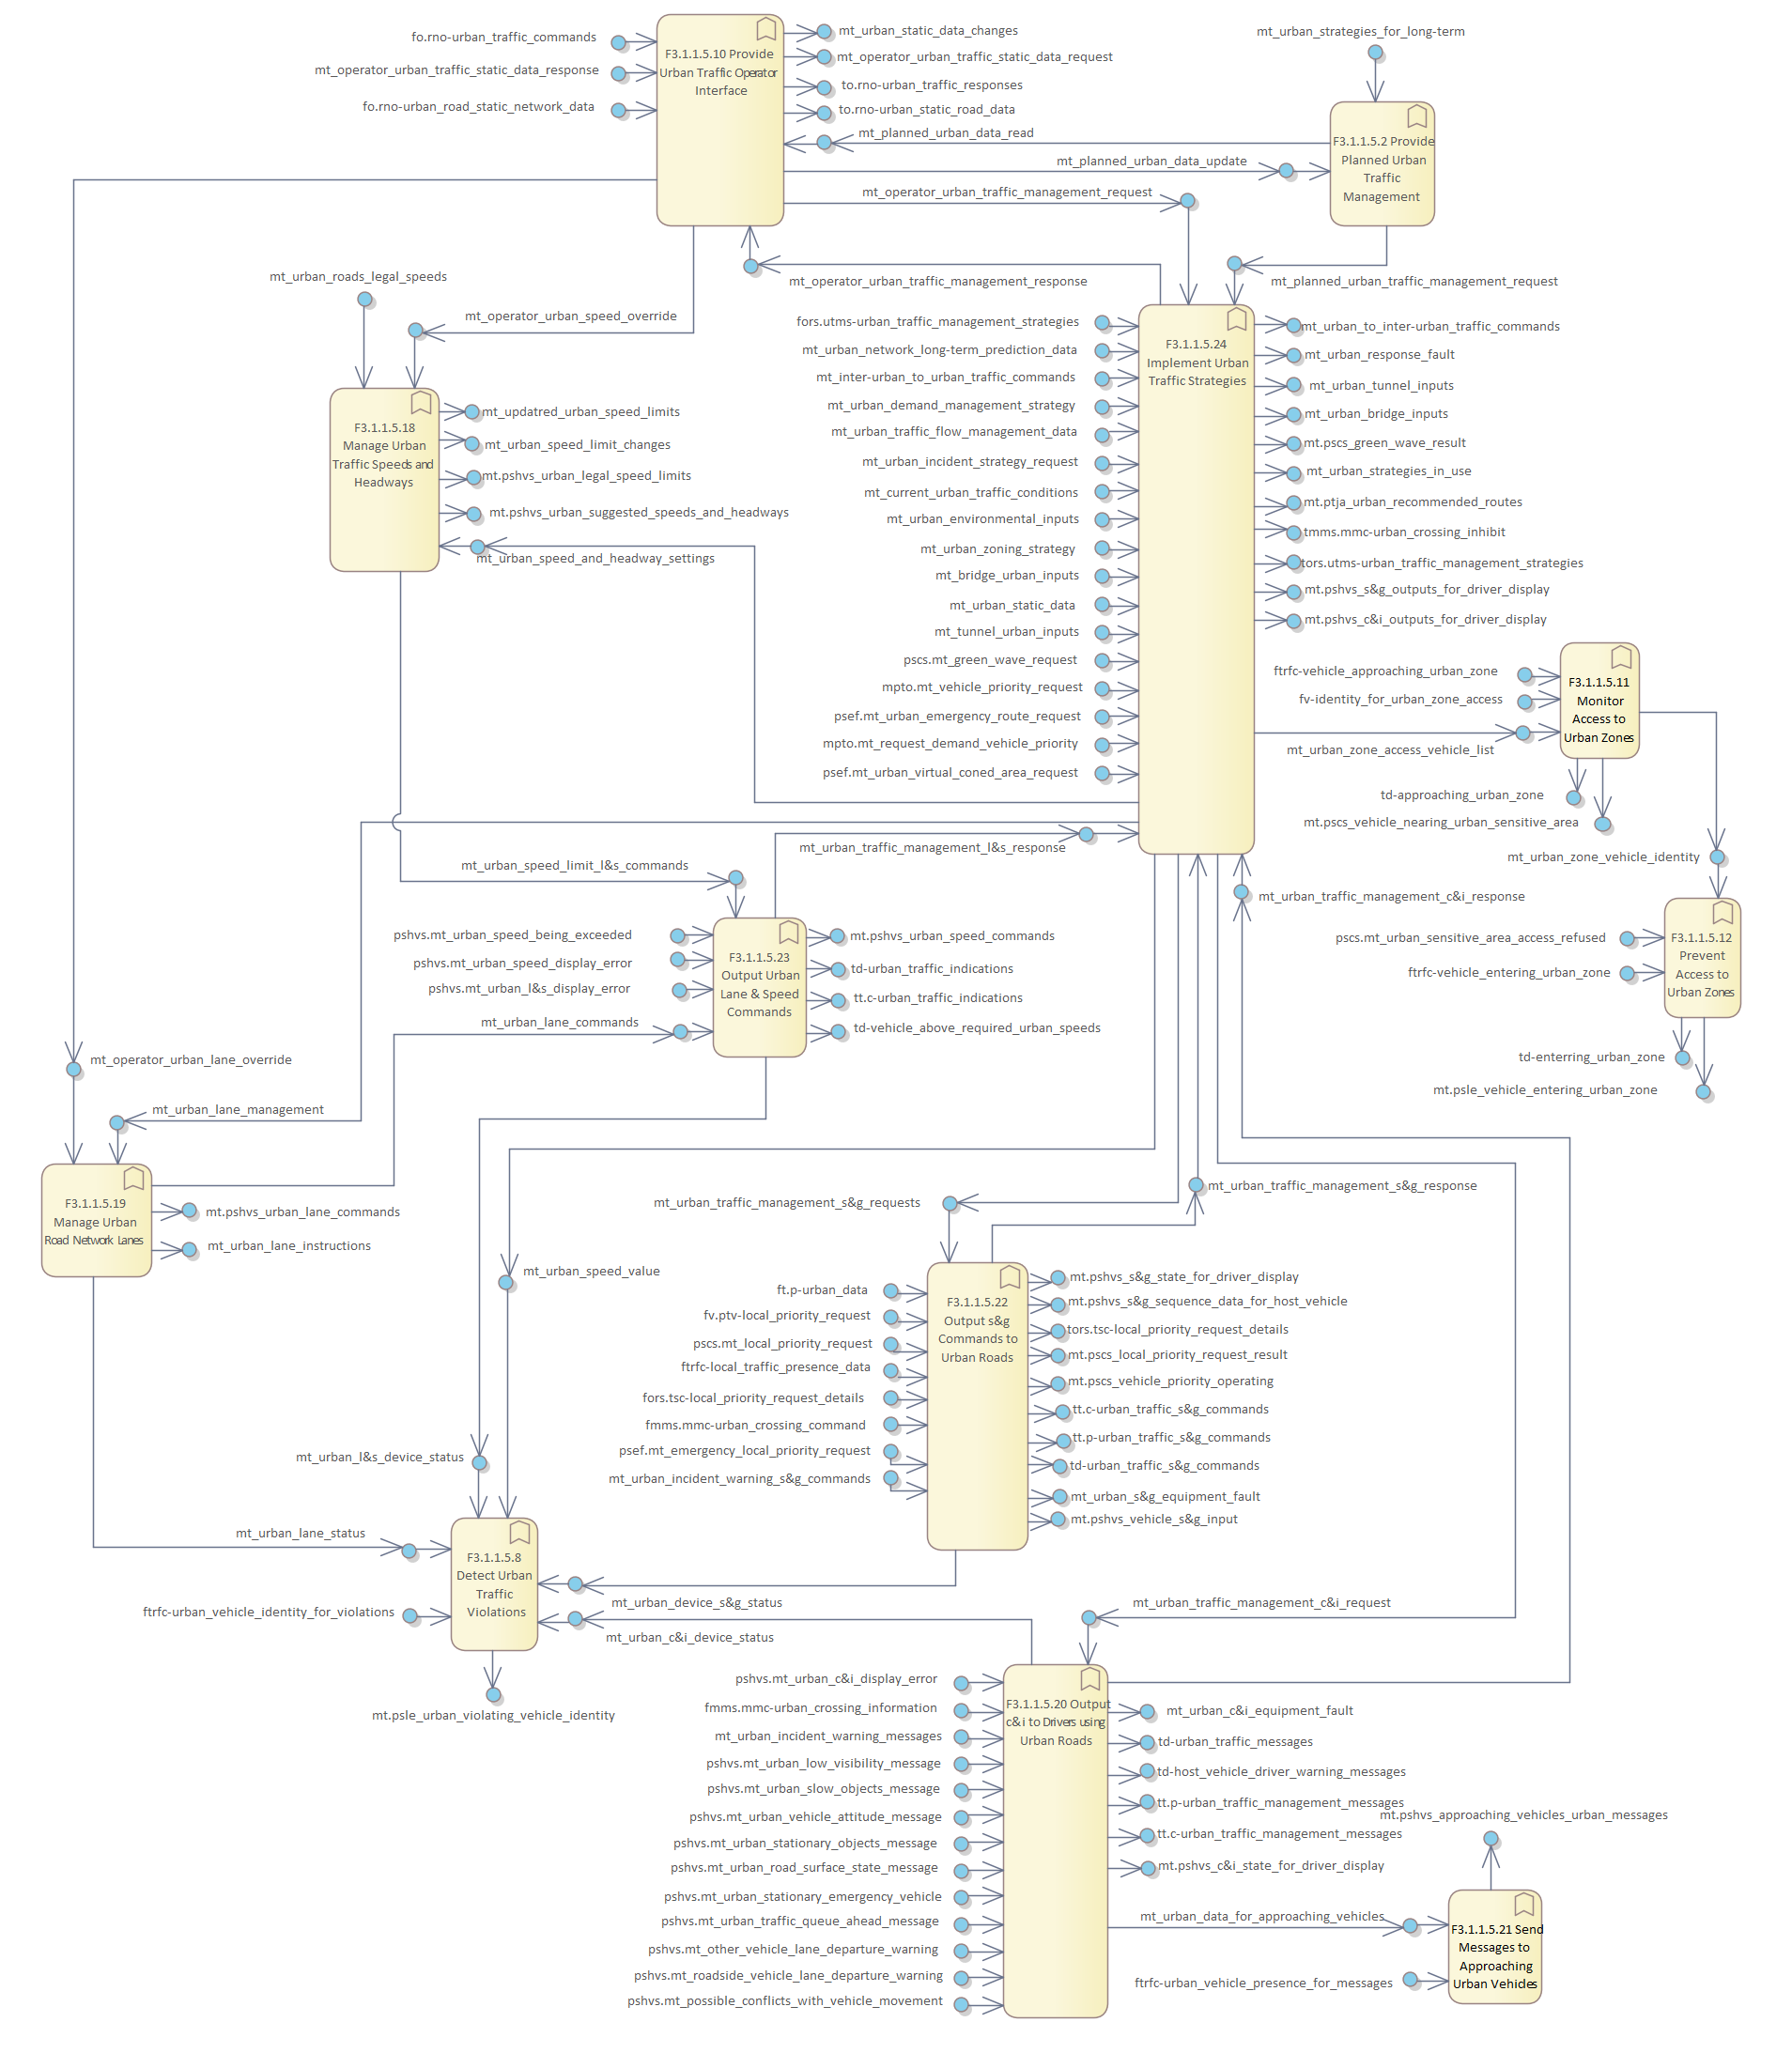 fo.rno-urban_traffic_commands
mt_operator_urban_traffic_static_data_response
fo.rno-urban_road_static_network_data
F3.1.1.5.10 Provide
Urban Traffic Operator
Interface
mt_urban_static_data_changes
mt_operator_urban_traffic_static_data_request
to.rno-urban_traffic_responses
to.rno-urban_static_road_data
mt_planned_urban_data_read
mt_planned_urban_data_update
mt_operator_urban_traffic_management_request
mt_urban_strategies_for_long-term
F3.1.1.5.2 Provide
Planned Urban
Traffic
Management
mt_operator_urban_traffic_management_response
mt_planned_urban_traffic_management_request
mt_urban_roads_legal_speeds
mt_operator_urban_speed_override
F3.1.1.5.18
Manage Urban
Traffic Speeds and
Headways
mt_updatred_urban_speed_limits
mt_urban_speed_limit_changes
mt.pshvs_urban_legal_speed_limits
mt.pshvs_urban_suggested_speeds_and_headways
mt_urban_speed_and_headway_settings
fors.utms-urban_traffic_management_strategies
mt_urban_network_long-term_prediction_data
mt_inter-urban_to_urban_traffic_commands
mt_urban_demand_management_strategy
mt_urban_traffic_flow_management_data
mt_urban_incident_strategy_request
mt_current_urban_traffic_conditions
mt_urban_environmental_inputs
mt_urban_zoning_strategy
mt_bridge_urban_inputs
mt_urban_static_data
mt_tunnel_urban_inputs
pscs.mt_green_wave_request
mpto.mt_vehicle_priority_request
psef.mt_urban_emergency_route_request
mpto.mt_request_demand_vehicle_priority
psef.mt_urban_virtual_coned_area_request
F3.1.1.5.24
Implement Urban
Traffic Strategies
mt_urban_to_inter-urban_traffic_commands
mt_urban_response_fault
mt_urban_tunnel_inputs
mt_urban_bridge_inputs
mt.pscs_green_wave_result
mt_urban_strategies_in_use
mt.ptja_urban_recommended_routes
tmms.mmc-urban_crossing_inhibit
tors.utms-urban_traffic_management_strategies
mt.pshvs_s&g_outputs_for_driver_display
mt.pshvs_c&i_outputs_for_driver_display
ftrfc-vehicle_approaching_urban_zone
fv-identity_for_urban_zone_access
mt_urban_zone_access_vehicle_list
F3.1.1.5.11
Monitor
Access to
Urban Zones
td-approaching_urban_zone
mt.pscs_vehicle_nearing_urban_sensitive_area
mt_urban_zone_vehicle_identity
mt_urban_traffic_management_l&s_response
mt_urban_speed_limit_l&s_commands
mt_urban_traffic_management_c&i_response
pscs.mt_urban_sensitive_area_access_refused
ftrfc-vehicle_entering_urban_zone
F3.1.1.5.12
Prevent
Access to
Urban Zones
td-enterring_urban_zone
mt.psle_vehicle_entering_urban_zone
pshvs.mt_urban_speed_being_exceeded
pshvs.mt_urban_speed_display_error
pshvs.mt_urban_l&s_display_error
mt_urban_lane_commands
F3.1.1.5.23
Output Urban
Lane & Speed
Commands
mt.pshvs_urban_speed_commands
td-urban_traffic_indications
tt.c-urban_traffic_indications
td-vehicle_above_required_urban_speeds
mt_operator_urban_lane_override
mt_urban_lane_management
F3.1.1.5.19
Manage Urban
Road Network Lanes
mt.pshvs_urban_lane_commands
mt_urban_lane_instructions
mt_urban_traffic_management_s&g_requests
mt_urban_traffic_management_s&g_response
mt_urban_speed_value
ft.p-urban_data
fv.ptv-local_priority_request
pscs.mt_local_priority_request
ftrfc-local_traffic_presence_data
fors.tsc-local_priority_request_details
fmms.mmc-urban_crossing_command
psef.mt_emergency_local_priority_request
mt_urban_incident_warning_s&g_commands
F3.1.1.5.22
Output s&g
Commands to
Urban Roads
mt.pshvs_s&g_state_for_driver_display
mt.pshvs_s&g_sequence_data_for_host_vehicle
tors.tsc-local_priority_request_details
mt.pscs_local_priority_request_result
mt.pscs_vehicle_priority_operating
tt.c-urban_traffic_s&g_commands
tt.p-urban_traffic_s&g_commands
td-urban_traffic_s&g_commands
mt_urban_s&g_equipment_fault
mt.pshvs_vehicle_s&g_input
mt_urban_l&s_device_status
mt_urban_lane_status
ftrfc-urban_vehicle_identity_for_violations
F3.1.1.5.8
Detect Urban
Traffic
Violations
mt_urban_device_s&g_status
mt_urban_c&i_device_status
mt.psle_urban_violating_vehicle_identity
mt_urban_traffic_management_c&i_request
pshvs.mt_urban_c&i_display_error
fmms.mmc-urban_crossing_information
mt_urban_incident_warning_messages
pshvs.mt_urban_low_visibility_message
pshvs.mt_urban_slow_objects_message
pshvs.mt_urban_vehicle_attitude_message
pshvs.mt_urban_stationary_objects_message
pshvs.mt_urban_road_surface_state_message
pshvs.mt_urban_stationary_emergency_vehicle
pshvs.mt_urban_traffic_queue_ahead_message
pshvs.mt_other_vehicle_lane_departure_warning
pshvs.mt_roadside_vehicle_lane_departure_warning
pshvs.mt_possible_conflicts_with_vehicle_movement
F3.1.1.5.20 Output
c&i to Drivers using
Urban Roads
mt_urban_c&i_equipment_fault
td-urban_traffic_messages
td-host_vehicle_driver_warning_messages
tt.p-urban_traffic_management_messages
mt.pshvs_approaching_vehicles_urban_messages
tt.c-urban_traffic_management_messages
mt.pshvs_c&i_state_for_driver_display
mt_urban_data_for_approaching_vehicles
ftrfc-urban_vehicle_presence_for_messages
F3.1.1.5.21 Send
Messages to
Approaching
Urban Vehicles